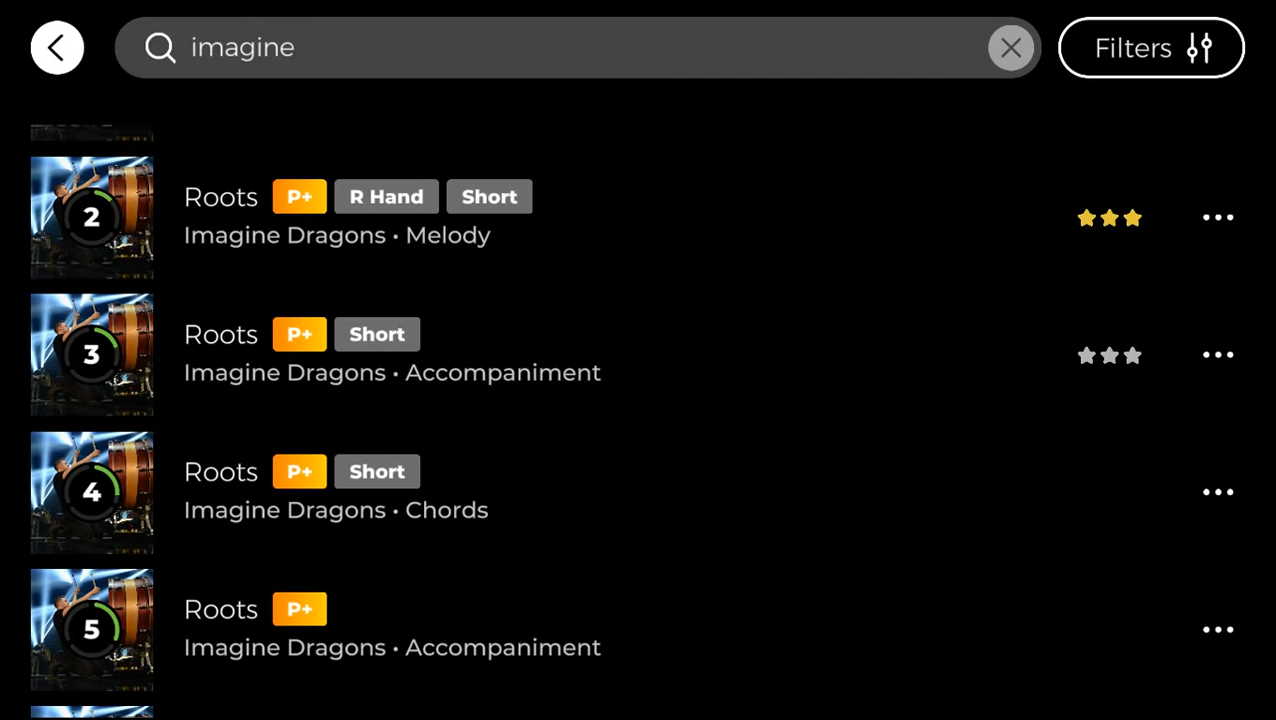 imagine
Filters
2
Roots P+ R Hand Short
Imagine Dragons • Melody
3
Roots P+ Short
Imagine Dragons • Accompaniment
4
Roots P+ Short
Imagine Dragons • Chords
5
Roots P+
Imagine Dragons • Accompaniment